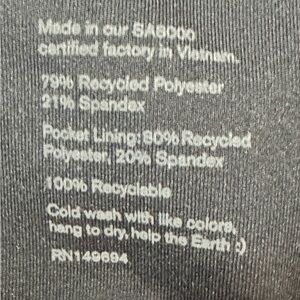 Made in our SA8000
certified factory in Vietnam.
79% Recycled Polyester
21% Spandex
Pocket Lining: 80% Recycled
Polyester, 20% Spandex
100% Recyclable
Cold wash with like colors,
hang to dry, help the Earth :)
RN149694